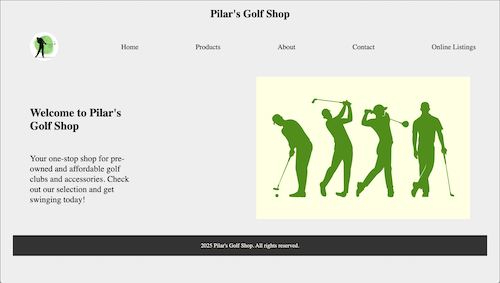 Pilar's Golf Shop
Home Products About Contact Online Listings
Welcome to Pilar's
Golf Shop
Your one-stop shop for pre-
owned and affordable golf
clubs and accessories. Check
out our selection and get
swinging today!
2025 Pilar's Golf Shop. All rights reserved.